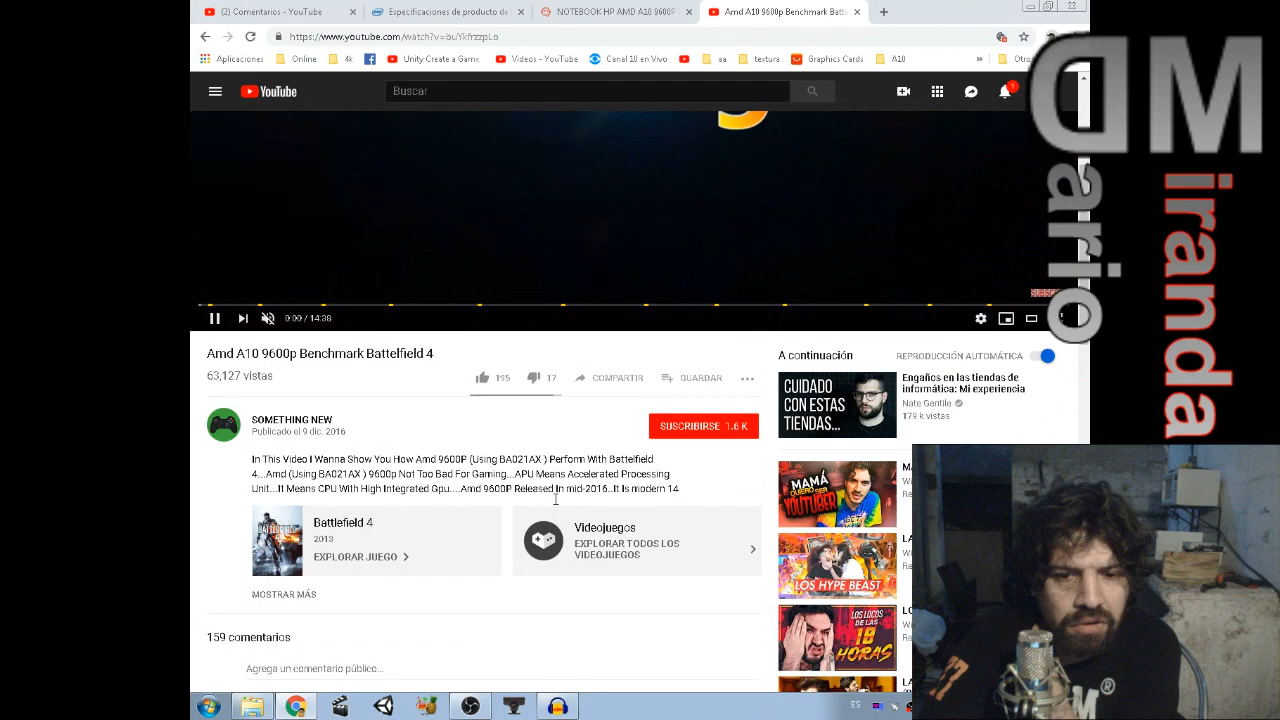 (2) Comentarios - YouTube
Especificaciones de producto de
NOTEBOOK HP AMD A10 9600P
Amd A10 9600p Benchmark Batte
https://www.youtube.com/watch?v=buYkfrzzpLo
Aplicaciones
Online
4k
Unity Create a Game
Videos - YouTube
Canal 10 en Vivo
aa
textura
Graphics Cards
A10
»
Otro
YouTube
Buscar
1
SUBSC
0:00 / 14:38
Amd A10 9600p Benchmark Battelfield 4
63,127 vistas
195
17
COMPARTIR
GUARDAR
SOMETHING NEW
Publicado el 9 dic. 2016
SUSCRIBIRSE 1.6 K
In This Video I Wanna Show You How Amd 9600P (Using BA021AX ) Perform With Battlefield
4...Amd (Using BA021AX ) 9600p Not Too Bad For Gaming...APU Means Accelerated Processing
Unit...It Means CPU With High Integrated Gpu....Amd 9600P Released In mid-2016..It Is modern 14
Battlefield 4
2013
EXPLORAR JUEGO
Videojuegos
EXPLORAR TODOS LOS
VIDEOJUEGOS
MOSTRAR MÁS
159 comentarios
Agrega un comentario público...
A continuación
REPRODUCCIÓN AUTOMÁTICA
CUIDADO
CON ESTAS
TIENDAS...
Engaños en las tiendas de
informática: Mi experiencia
Nate Gentile
179 k vistas
MAMÁ
QUIERO SER
YOUTUBER
LOS HYPE BEAST
LOS LOCOS
DE LAS
18
HORAS
ES
Dario
Miranda
M